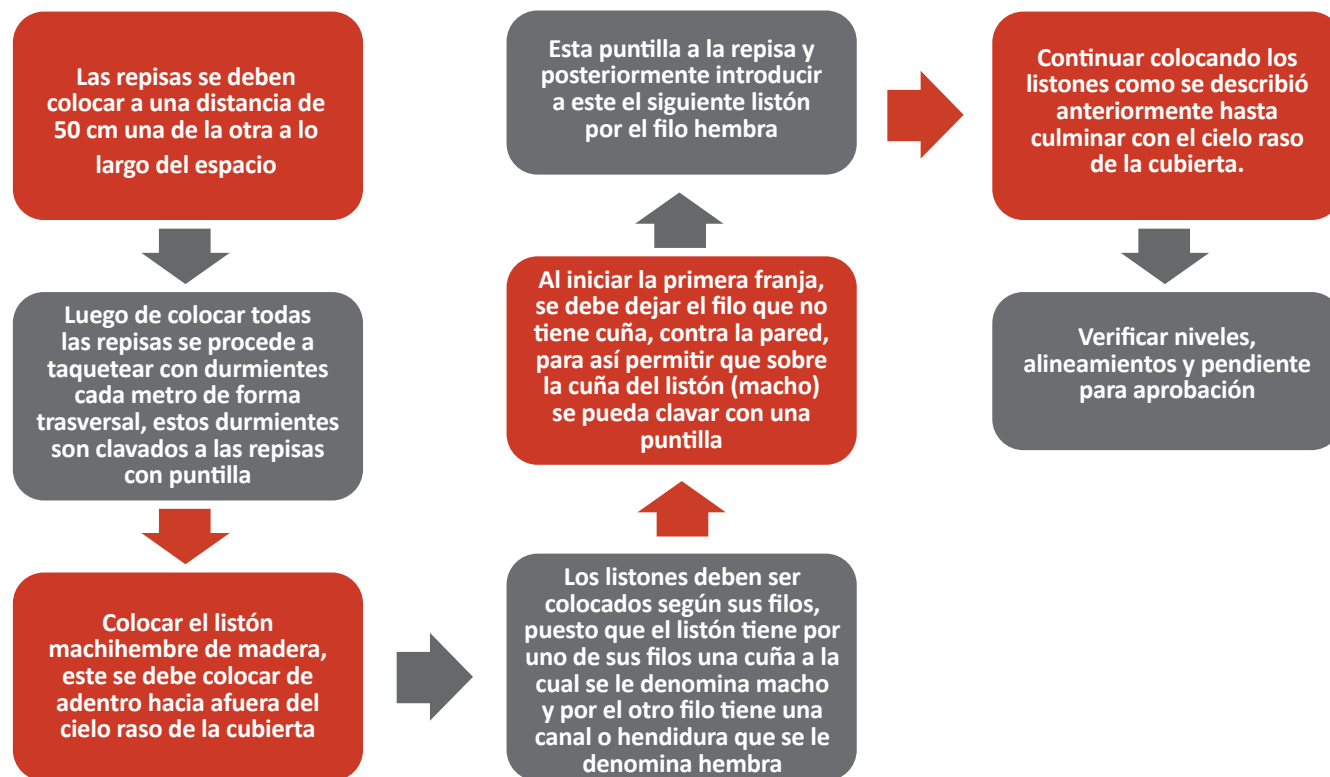 Las repisas se deben
colocar a una distancia de
50 cm una de la otra a lo
largo del espacio
Luego de colocar todas
las repisas se procede a
taquetear con durmientes
cada metro de forma
trasversal, estos durmientes
son clavados a las repisas
con puntilla
Colocar el listón
machihembre de madera,
este se debe colocar de
adentro hacia afuera del
cielo raso de la cubierta
Los listones deben ser
colocados según sus filos,
puesto que el listón tiene por
uno de sus filos una cuña a la
cual se le denomina macho
y por el otro filo tiene una
canal o hendidura que se le
denomina hembra
Al iniciar la primera franja,
se debe dejar el filo que no
tiene cuña, contra la pared,
para así permitir que sobre
la cuña del listón (macho)
se pueda clavar con una
puntilla
Esta puntilla a la repisa y
posteriormente introducir
a este el siguiente listón
por el filo hembra
Continuar colocando los
listones como se describió
anteriormente hasta
culminar con el cielo raso
de la cubierta.
Verificar niveles,
alineamientos y pendiente
para aprobación